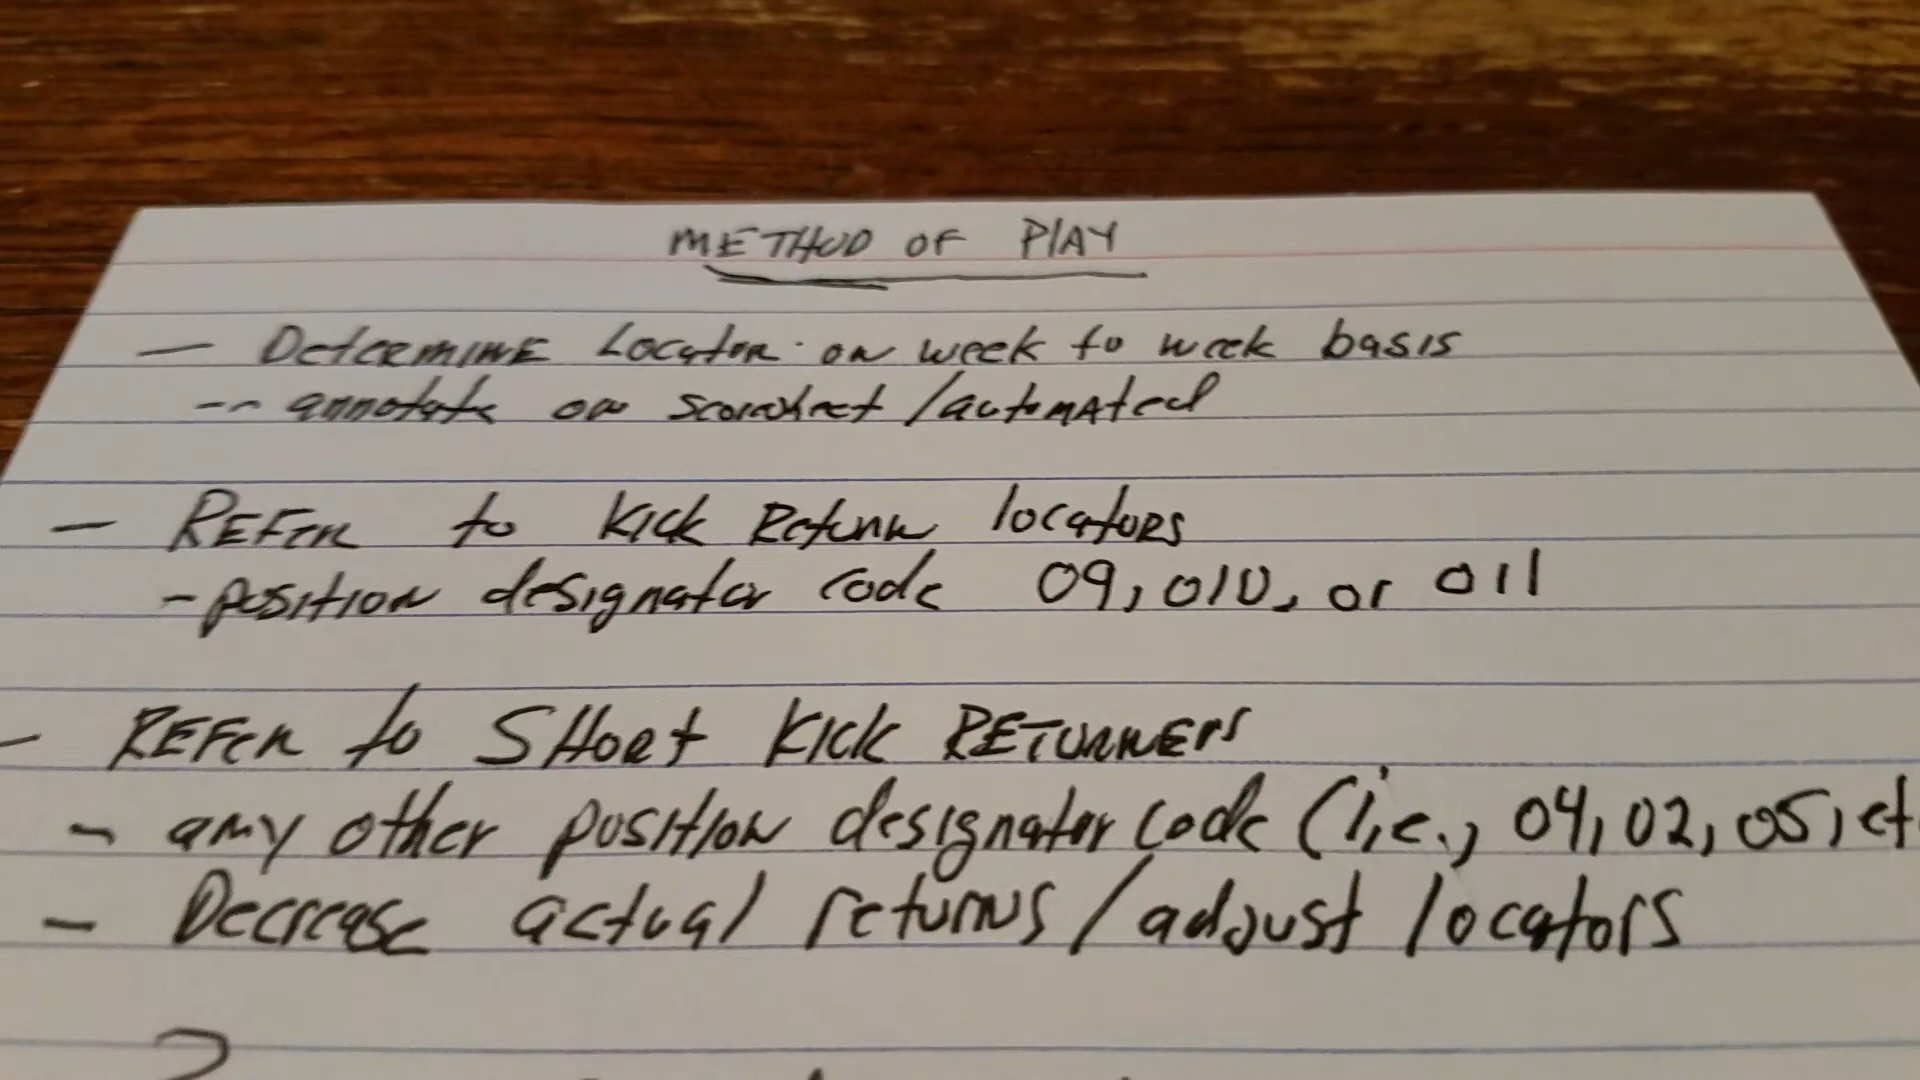 METHOD OF PLAY
— DETERMINE Locator on week to week basis
-- annotate on scoresheet / automated
— REFER to KICK RETURN locators
- position designator code 09, 010, or 011
- REFER to SHORT KICK RETURNERS
- any other position designator code (i.e., 04, 02, 05, et
- Decrease actual returns / adjust locators